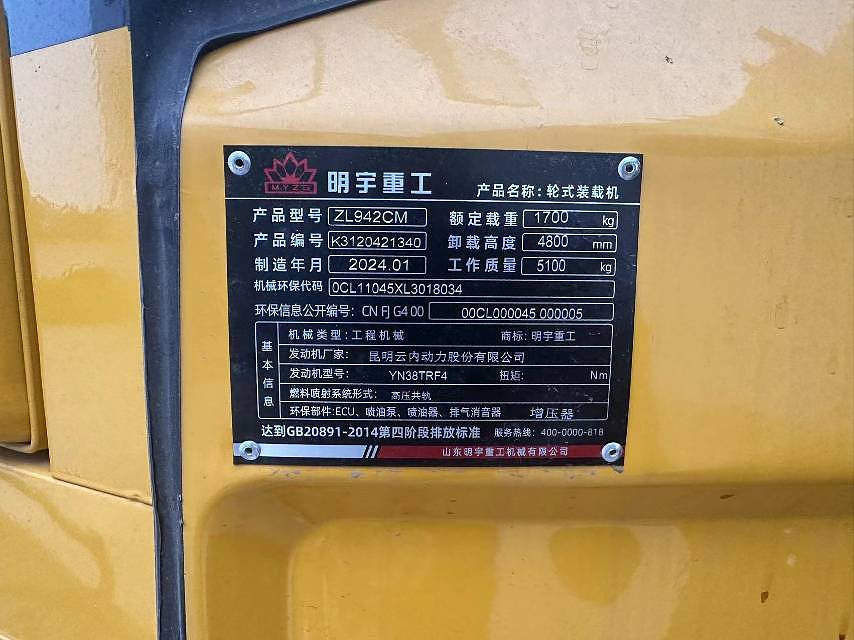 M.Y.Z.G
明宇重工
产品名称：轮式装载机
产品型号 ZL942CM 额定载重 1700 kg
产品编号 K3120421340 卸载高度 4800 mm
制造年月 2024.01 工作质量 5100 kg
机械环保代码 0CL11045XL3018034
环保信息公开编号：CN FJ G4 00 00CL000045 000005
基本信息
机械类型：工程机械 商标：明宇重工
发动机厂家： 昆明云内动力股份有限公司
发动机型号： YN38TRF4 扭矩： Nm
燃料喷射系统形式： 高压共轨
环保部件:ECU、喷油泵、喷油器、排气消音器 增压器
达到GB20891-2014第四阶段排放标准 服务热线：400-0000-818
山东明宇重工机械有限公司